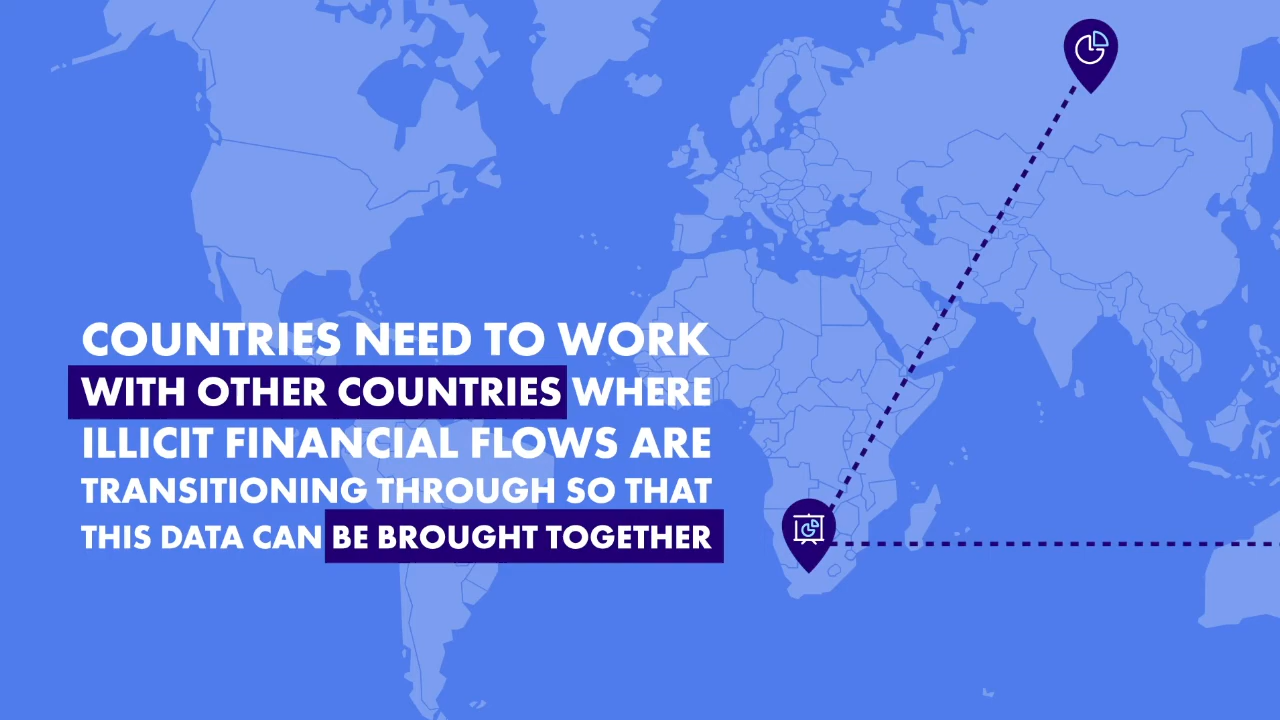 COUNTRIES NEED TO WORK
WITH OTHER COUNTRIES WHERE
ILLICIT FINANCIAL FLOWS ARE
TRANSITIONING THROUGH SO THAT
THIS DATA CAN BE BROUGHT TOGETHER